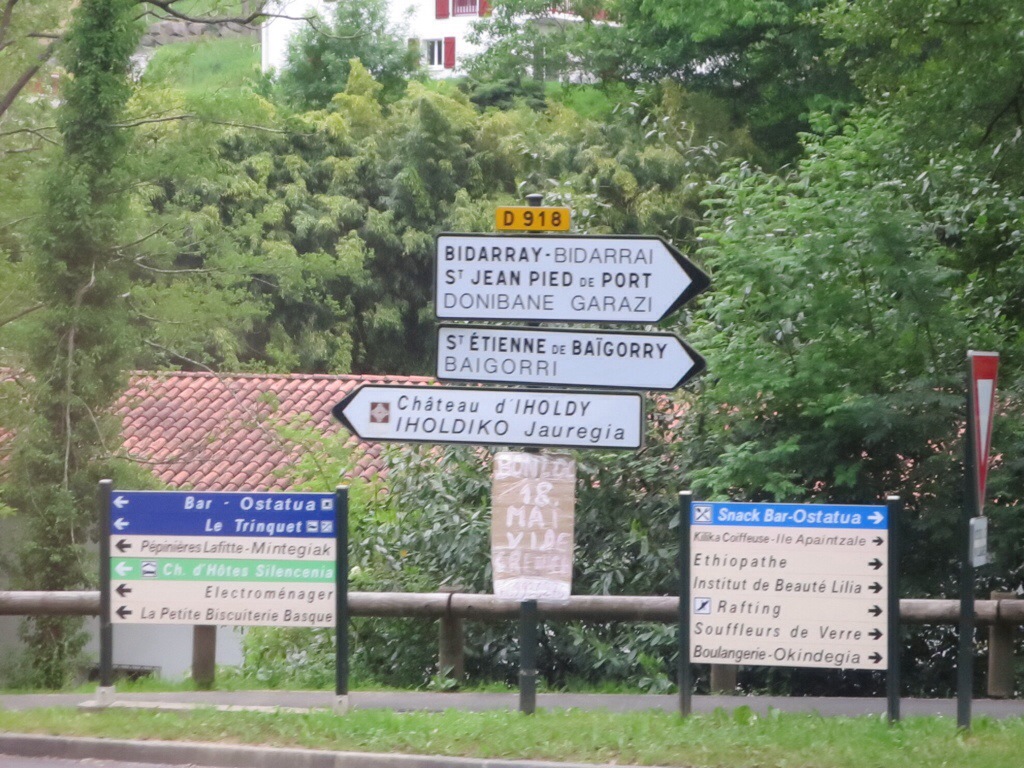 D 918
BIDARRAY-BIDARRAI
ST JEAN PIED DE PORT
DONIBANE GARAZI
ST ÉTIENNE DE BAÏGORRY
BAIGORRI
Château d'IHOLDY
IHOLDIKO Jauregia
18.
MAI
Bar - Ostatua
Le Trinquet
Pépinières Lafitte-Mintegiak
Ch. d'Hôtes Silencenia
Electroménager
La Petite Biscuiterie Basque
Snack Bar-Ostatua
Killka Coiffeuse-Ile Apaintzale
Ethiopathe
Institut de Beauté Lilia
Rafting
Souffleurs de Verre
Boulangerie-Okindegia